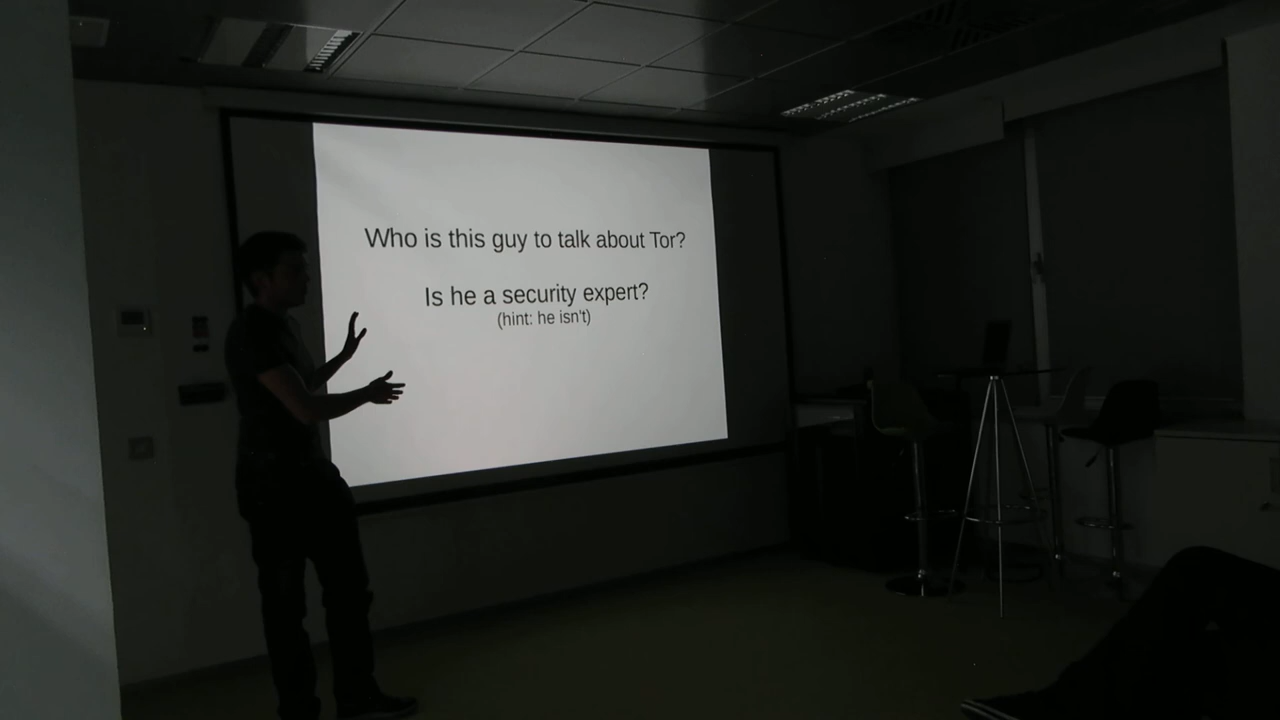 Who is this guy to talk about Tor?
Is he a security expert?
(hint: he isn't)